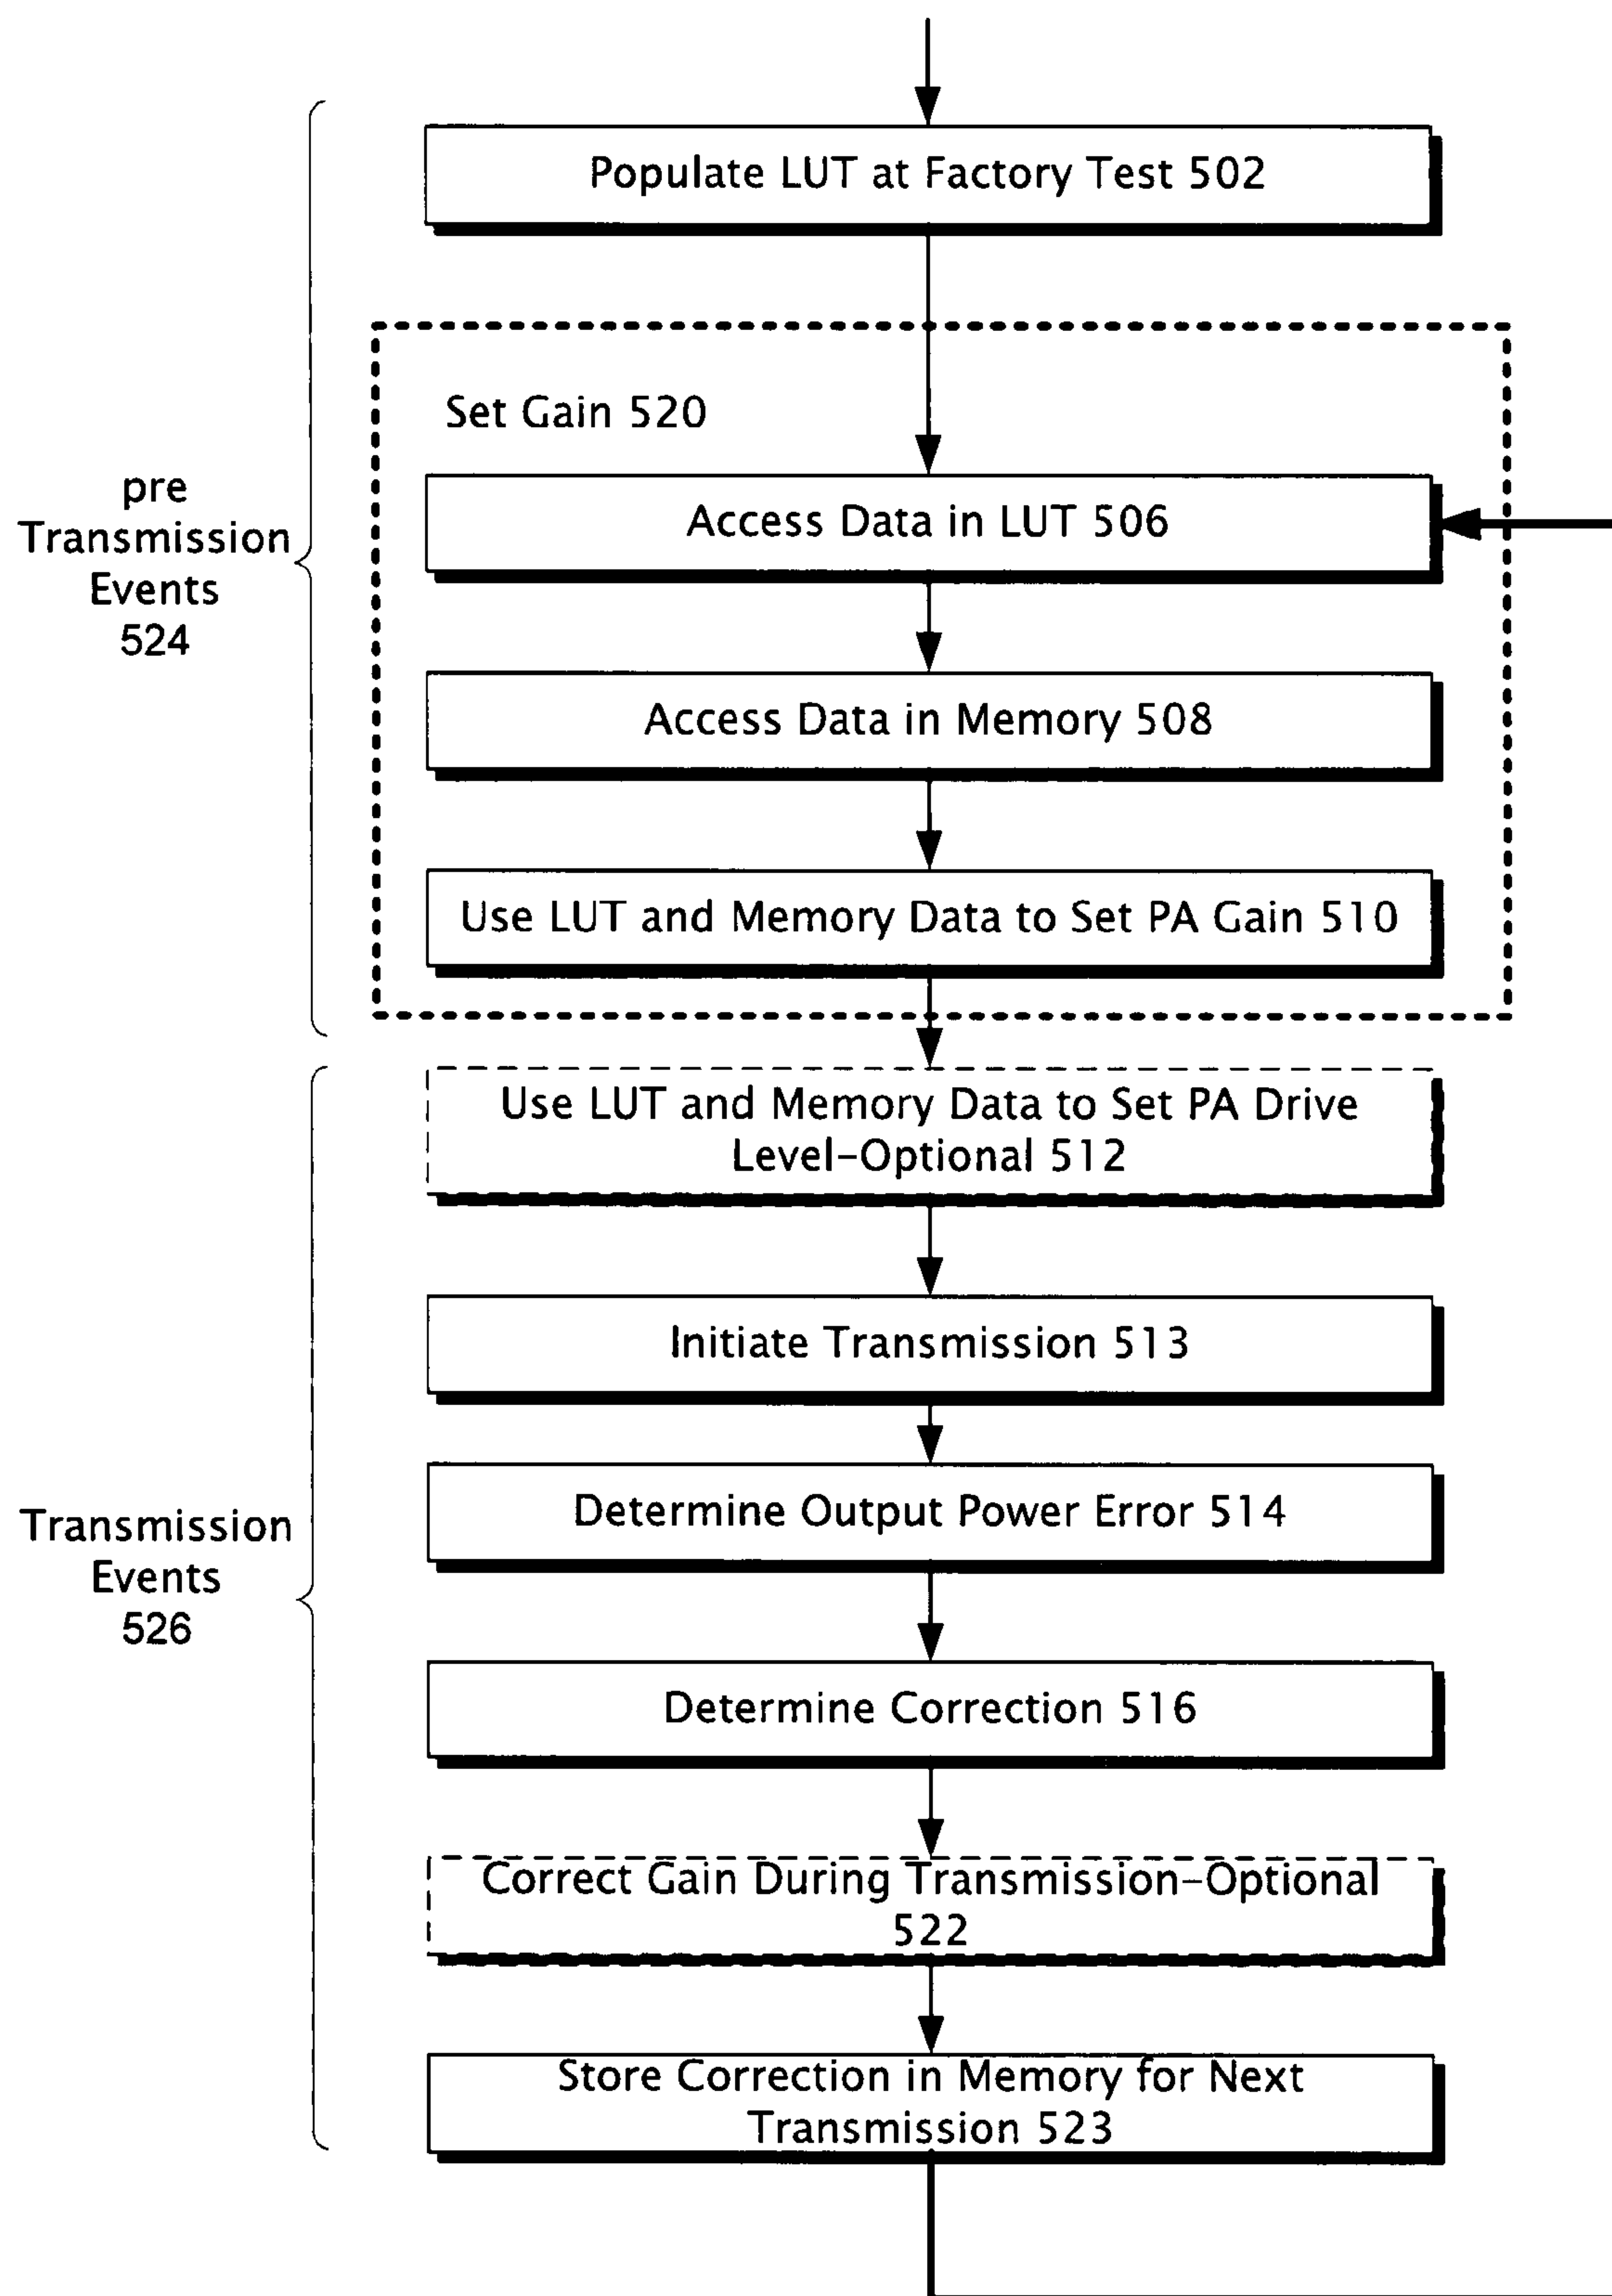 Populate LUT at Factory Test 502
Set Gain 520
pre
Transmission
Events
524
Access Data in LUT 506
Access Data in Memory 508
Use LUT and Memory Data to Set PA Gain 510
Use LUT and Memory Data to Set PA Drive
Level-Optional 512
Initiate Transmission 513
Transmission
Events
526
Determine Output Power Error 514
Determine Correction 516
Correct Gain During Transmission-Optional
522
Store Correction in Memory for Next
Transmission 523